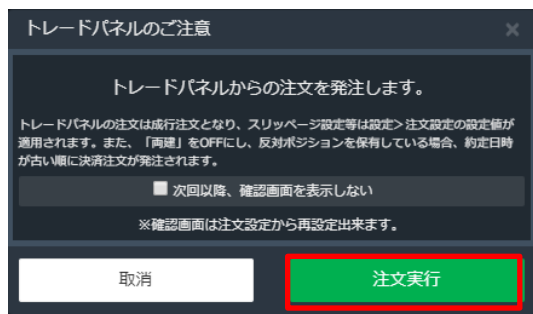 トレードパネルのご注意
×
トレードパネルからの注文を発注します。
トレードパネルの注文は成行注文となり、スリッページ設定等は設定>注文設定の設定値が
適用されます。また、「両建」をOFFにし、反対ポジションを保有している場合、約定日時
が古い順に決済注文が発注されます。
次回以降、確認画面を表示しない
※確認画面は注文設定から再設定出来ます。
取消
注文実行